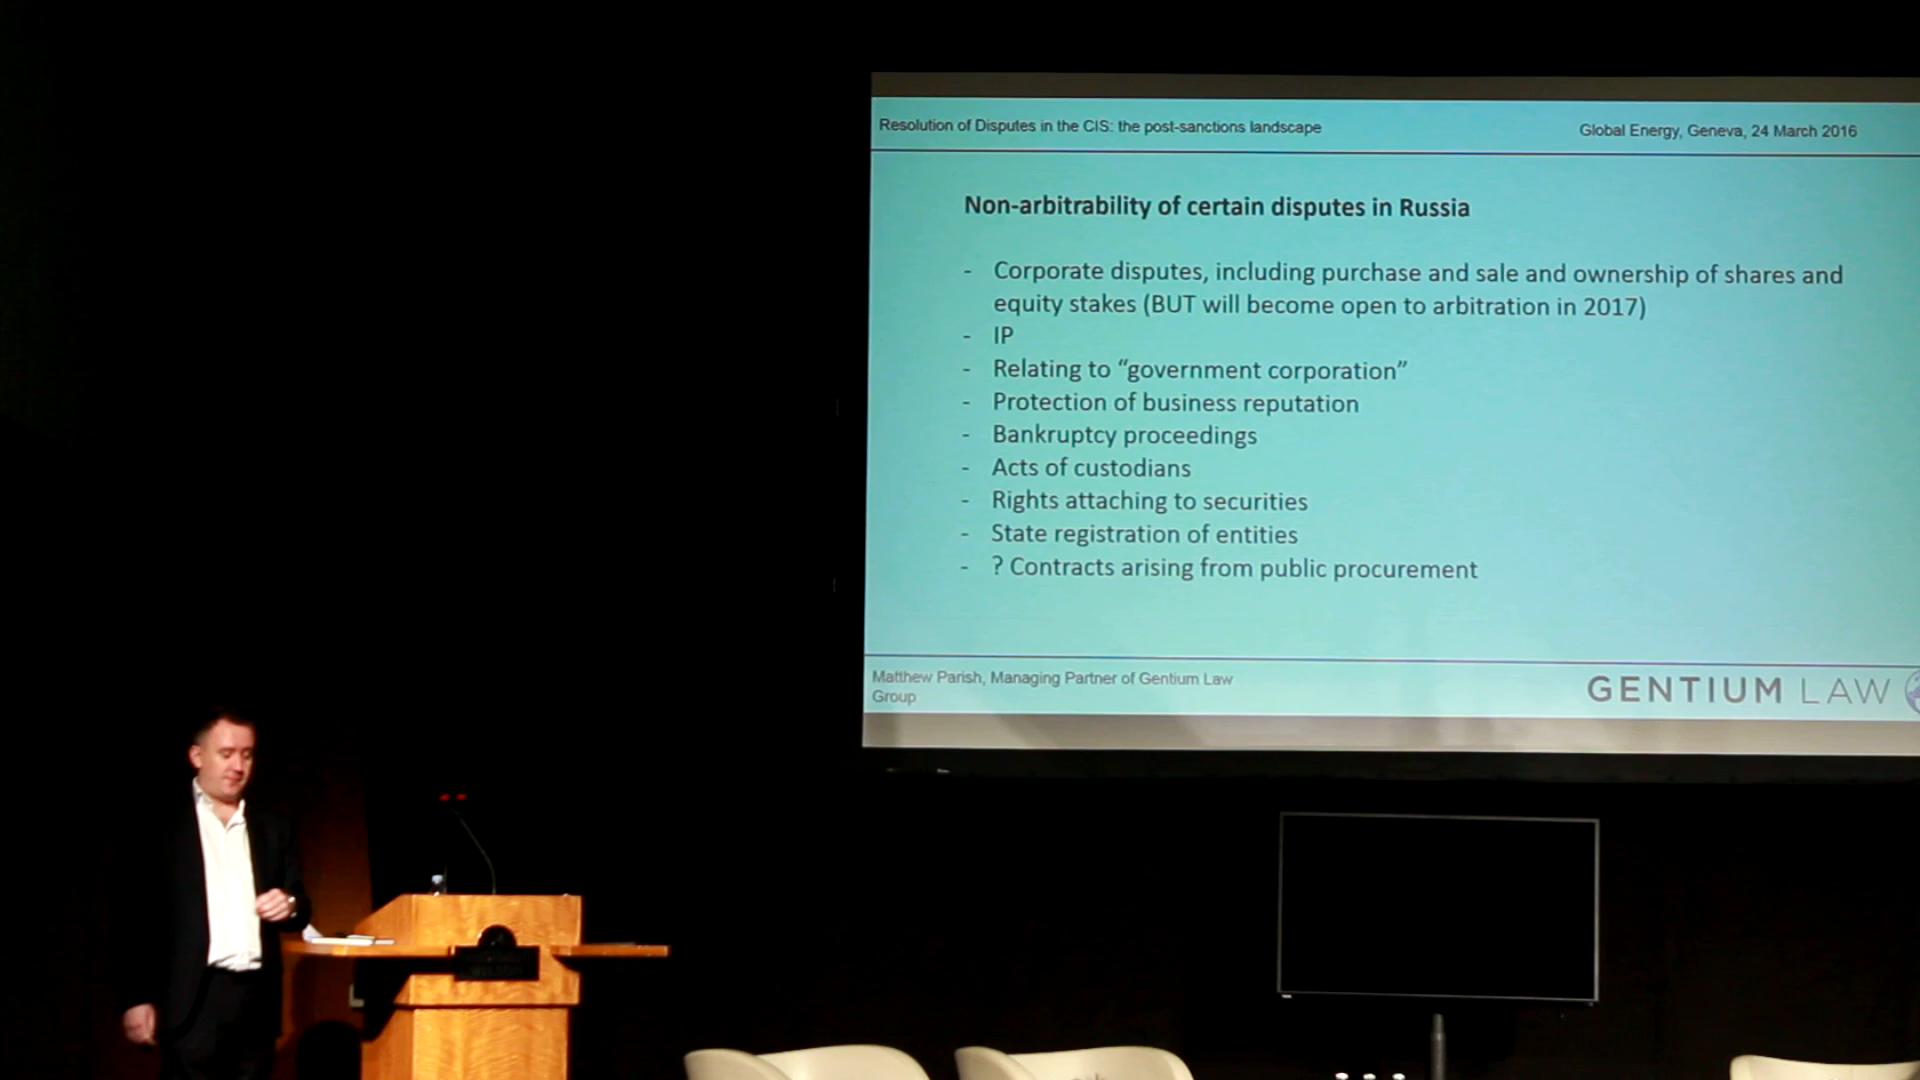 Resolution of Disputes in the CIS: the post-sanctions landscape
Global Energy, Geneva, 24 March 2016
Non-arbitrability of certain disputes in Russia
- Corporate disputes, including purchase and sale and ownership of shares and
equity stakes (BUT will become open to arbitration in 2017)
- IP
- Relating to “government corporation”
- Protection of business reputation
- Bankruptcy proceedings
- Acts of custodians
- Rights attaching to securities
- State registration of entities
- ? Contracts arising from public procurement
Matthew Parish, Managing Partner of Gentium Law
Group
GENTIUM LAW
WILSON